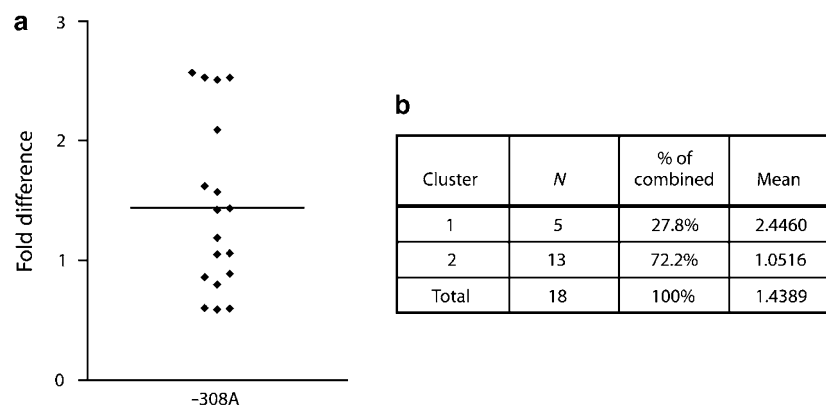 a
3
2
1
0
Fold difference
–308A
b
Cluster N % of combined Mean
1 5 27.8% 2.4460
2 13 72.2% 1.0516
Total 18 100% 1.4389